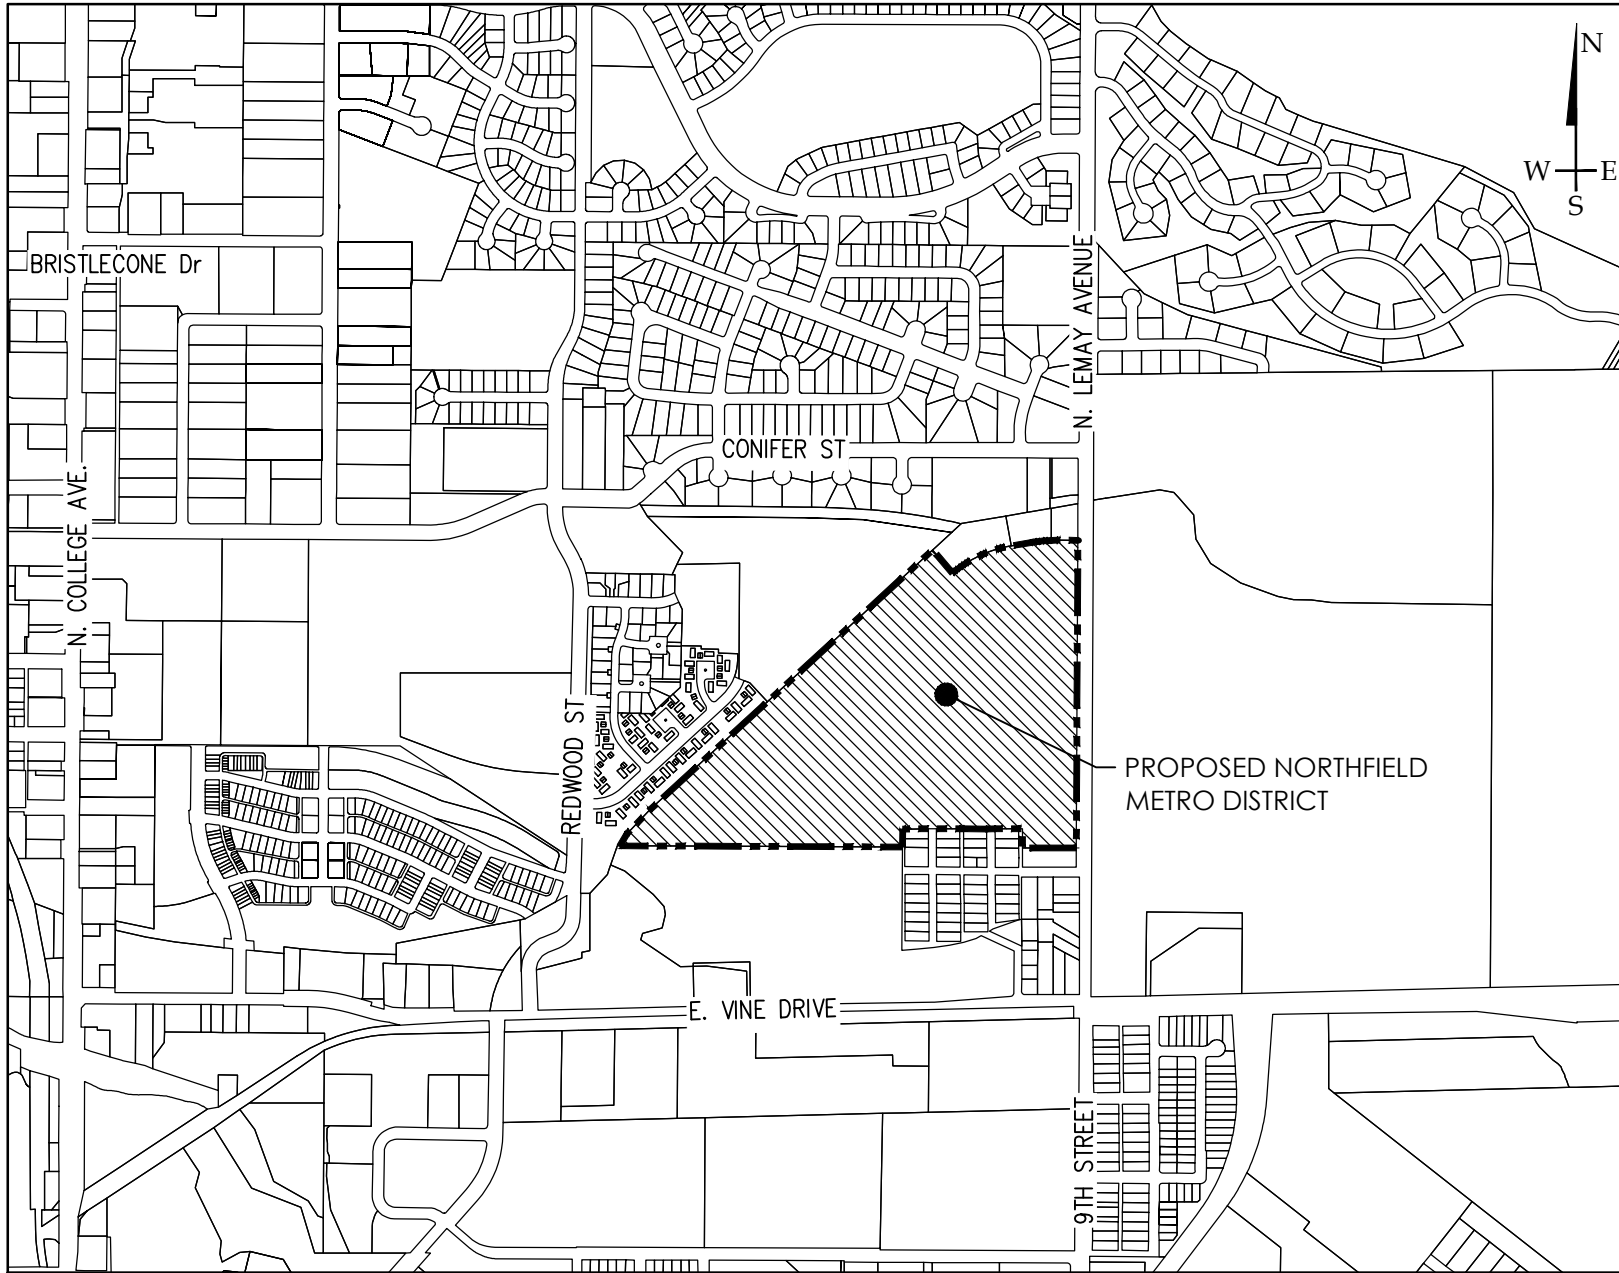 N
W E
S
BRISTLECONE Dr
N. LEMAY AVENUE
CONIFER ST
N. COLLEGE AVE.
REDWOOD ST
PROPOSED NORTHFIELD
METRO DISTRICT
E. VINE DRIVE
9TH STREET